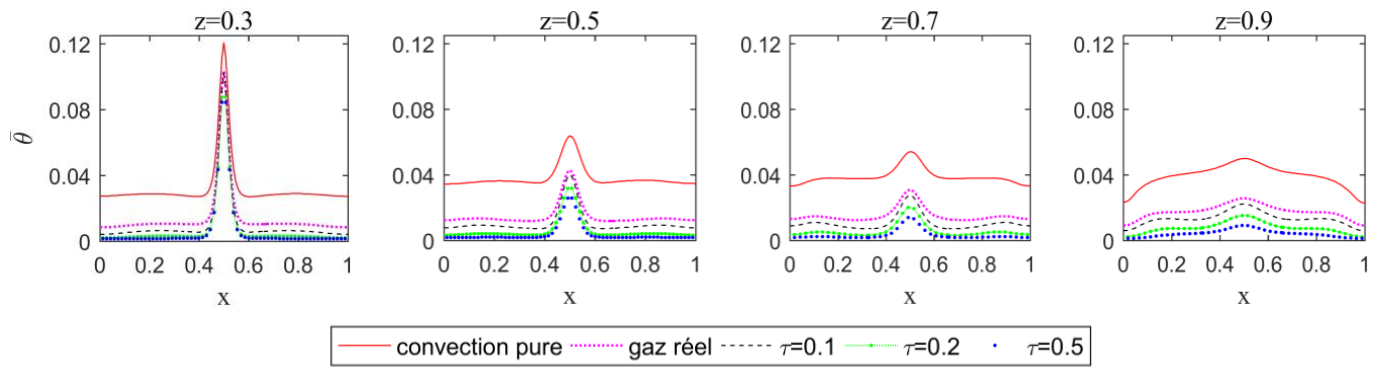 z=0.3 z=0.5 z=0.7 z=0.9
0.12 0.12 0.12 0.12
0.08 0.08 0.08 0.08
θ̄
0.04 0.04 0.04 0.04
0 0 0 0
0 0.2 0.4 0.6 0.8 1 0 0.2 0.4 0.6 0.8 1 0 0.2 0.4 0.6 0.8 1 0 0.2 0.4 0.6 0.8 1
x x x x
convection pure gaz réel τ=0.1 τ=0.2 τ=0.5